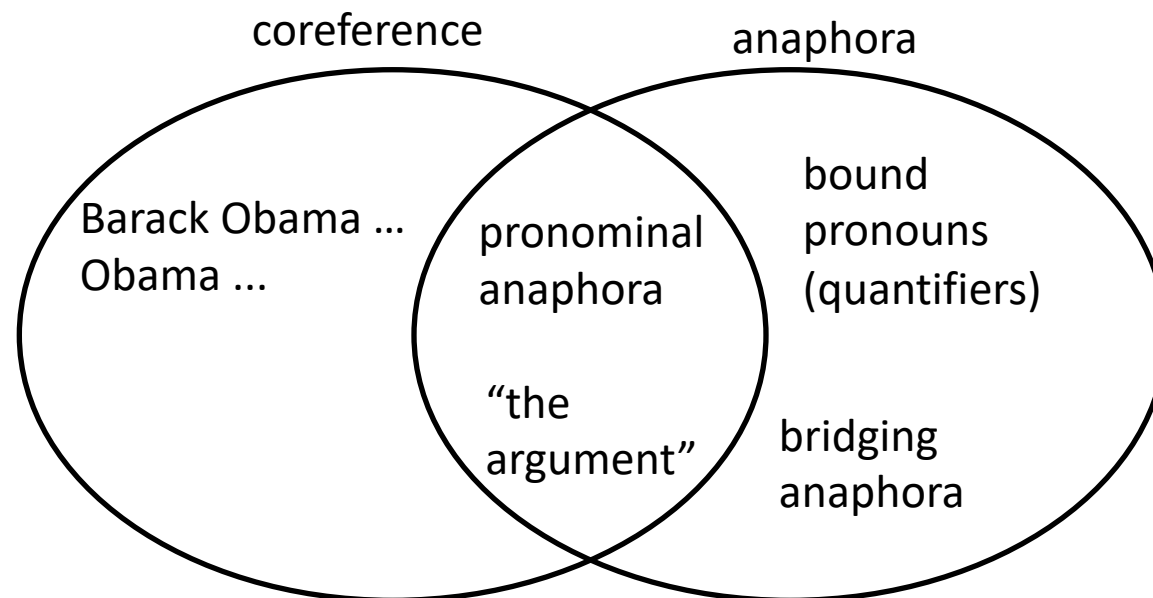 coreference
anaphora
Barack Obama ...
Obama ...
pronominal
anaphora
“the
argument”
bound
pronouns
(quantifiers)
bridging
anaphora